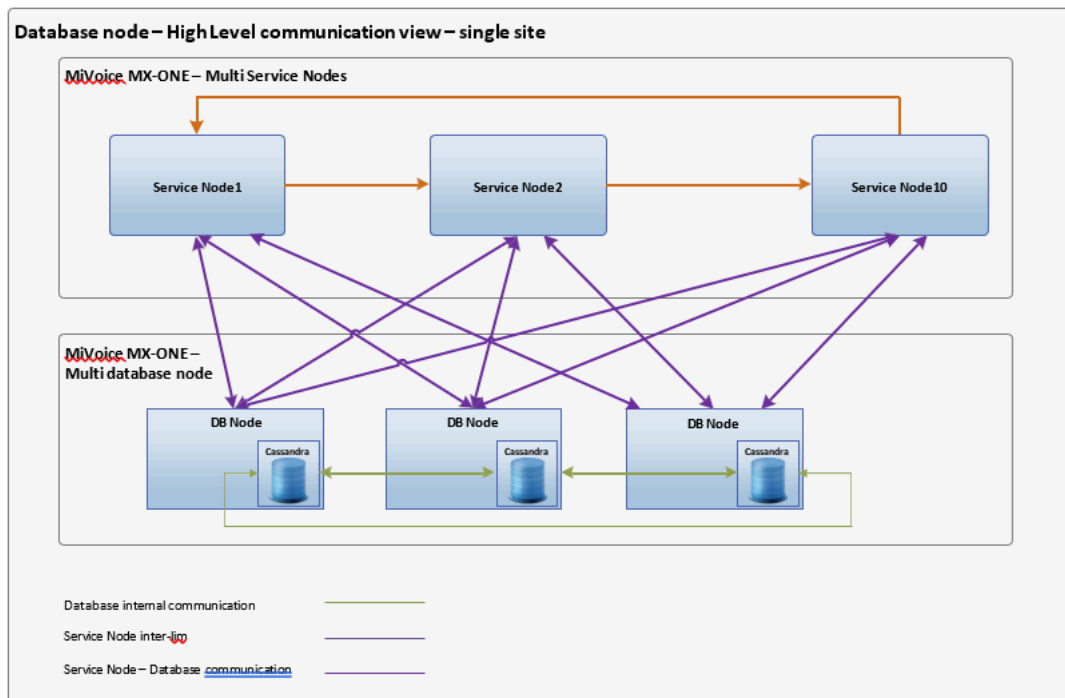 Database node – High Level communication view – single site
MiVoice MX-ONE – Multi Service Nodes
Service Node1
Service Node2
Service Node10
MiVoice MX-ONE –
Multi database node
DB Node
DB Node
DB Node
Cassandra
Cassandra
Cassandra
Database internal communication
Service Node inter-lim
Service Node – Database communication